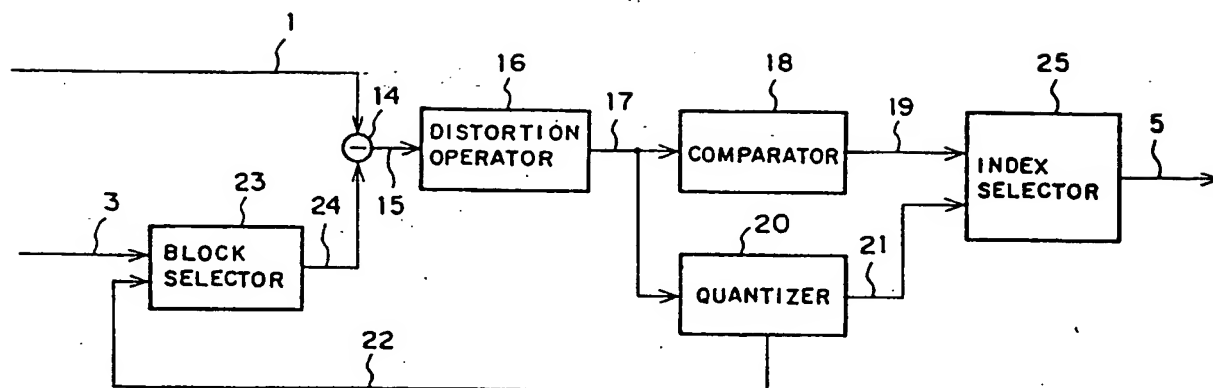 1
16
18
25
14
17
19
5
DISTORTION
OPERATOR
COMPARATOR
INDEX
SELECTOR
3
23
24
15
20
21
BLOCK
SELECTOR
QUANTIZER
22